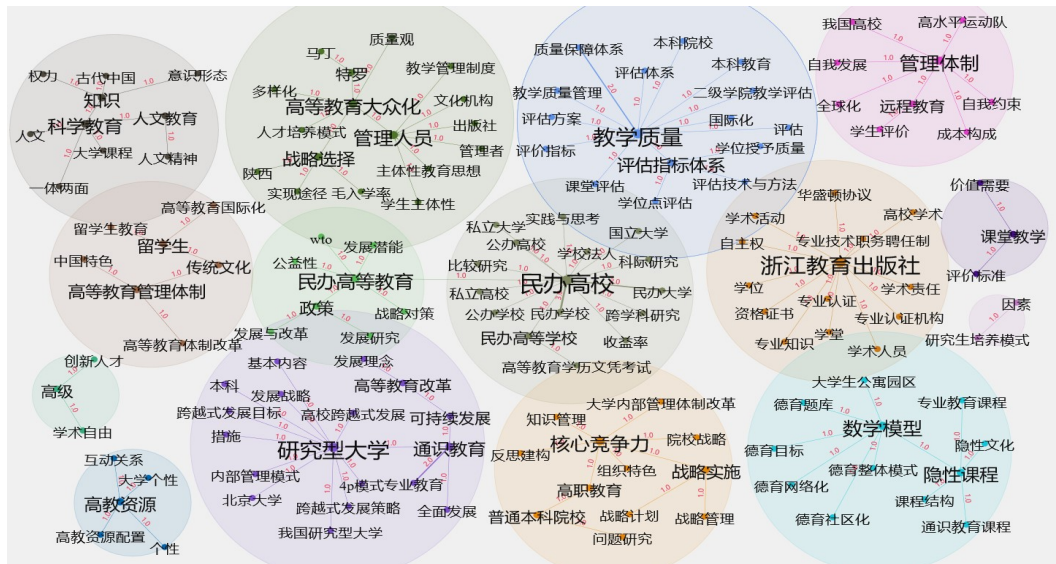 权力
古代中国
意识形态
知识
科学教育
人文教育
人文
大学课程
人文精神
一体两面
质量观
马丁
特罗
教学管理制度
多样化
高等教育大众化
文化机构
人才培养模式
管理人员
出版社
战略选择
管理者
陕西
主体性教育思想
实现途径
毛入学率
学生主体性
质量保障体系
本科院校
评估体系
本科教育
教学质量管理
二级学院教学评估
评估方案
国际化
教学质量
评估
评价指标
学位授予质量
评估指标体系
课堂评估
评估技术与方法
学位点评估
我国高校
高水平运动队
自我发展
管理体制
全球化
远程教育
自我约束
学生评价
成本构成
高等教育国际化
留学生教育
留学生
中国特色
传统文化
高等教育管理体制
高等教育体制改革
wto
发展潜能
公益性
民办高等教育
政策
战略对策
发展研究
实践与思考
私立大学
国立大学
公办高校
学校法人
比较研究
科际研究
民办高校
私立高校
民办大学
公办学校
民办学校
跨学科研究
民办高等学校
收益率
高等教育学历文凭考试
华盛顿协议
学术活动
高校学术
自主权
专业技术职务聘任制
浙江教育出版社
学位
学术责任
专业认证
资格证书
专业认证机构
学堂
专业知识
学术人员
价值需要
课堂教学
评价标准
因素
研究生培养模式
创新人才
高级
学术自由
互动关系
大学个性
高教资源
高教资源配置
个性
发展与改革
基本内容
发展理念
本科
高等教育改革
发展战略
跨越式发展目标
高校跨越式发展
可持续发展
措施
研究型大学
通识教育
内部管理模式
4p模式
专业教育
北京大学
跨越式发展策略
全面发展
我国研究型大学
大学内部管理体制改革
知识管理
核心竞争力
院校战略
反思建构
组织特色
战略实施
高职教育
普通本科院校
战略计划
战略管理
问题研究
大学生公寓园区
德育题库
专业教育课程
数学模型
德育目标
隐性文化
德育整体模式
隐性课程
德育网络化
课程结构
德育社区化
通识教育课程